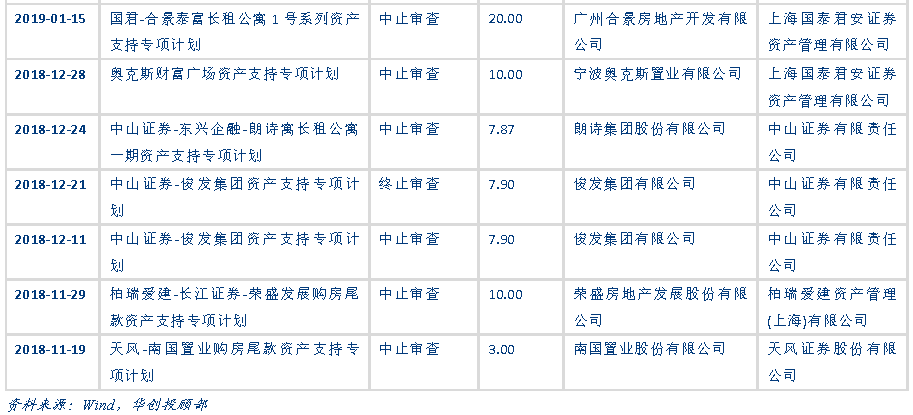 2019-01-15 国君-合景泰富长租公寓1号系列资产 中止审查 20.00 广州合景房地产开发有限 上海国泰君安证券
支持专项计划 公司 资产管理有限公司
2018-12-28 奥克斯财富广场资产支持专项计划 中止审查 10.00 宁波奥克斯置业有限公司 上海国泰君安证券
资产管理有限公司
2018-12-24 中山证券-东兴企融-朗诗寓长租公寓 中止审查 7.87 朗诗集团股份有限公司 中山证券有限责任
一期资产支持专项计划 公司
2018-12-21 中山证券-俊发集团资产支持专项计 终止审查 7.90 俊发集团有限公司 中山证券有限责任
划 公司
2018-12-11 中山证券-俊发集团资产支持专项计 中止审查 7.90 俊发集团有限公司 中山证券有限责任
划 公司
2018-11-29 柏瑞爱建-长江证券-荣盛发展购房尾 中止审查 10.00 荣盛房地产发展股份有限 柏瑞爱建资产管理
款资产支持专项计划 公司 (上海)有限公司
2018-11-19 天风-南国置业购房尾款资产支持专 中止审查 3.00 南国置业股份有限公司 天风证券股份有限
项计划 公司
资料来源：Wind，华创投顾部